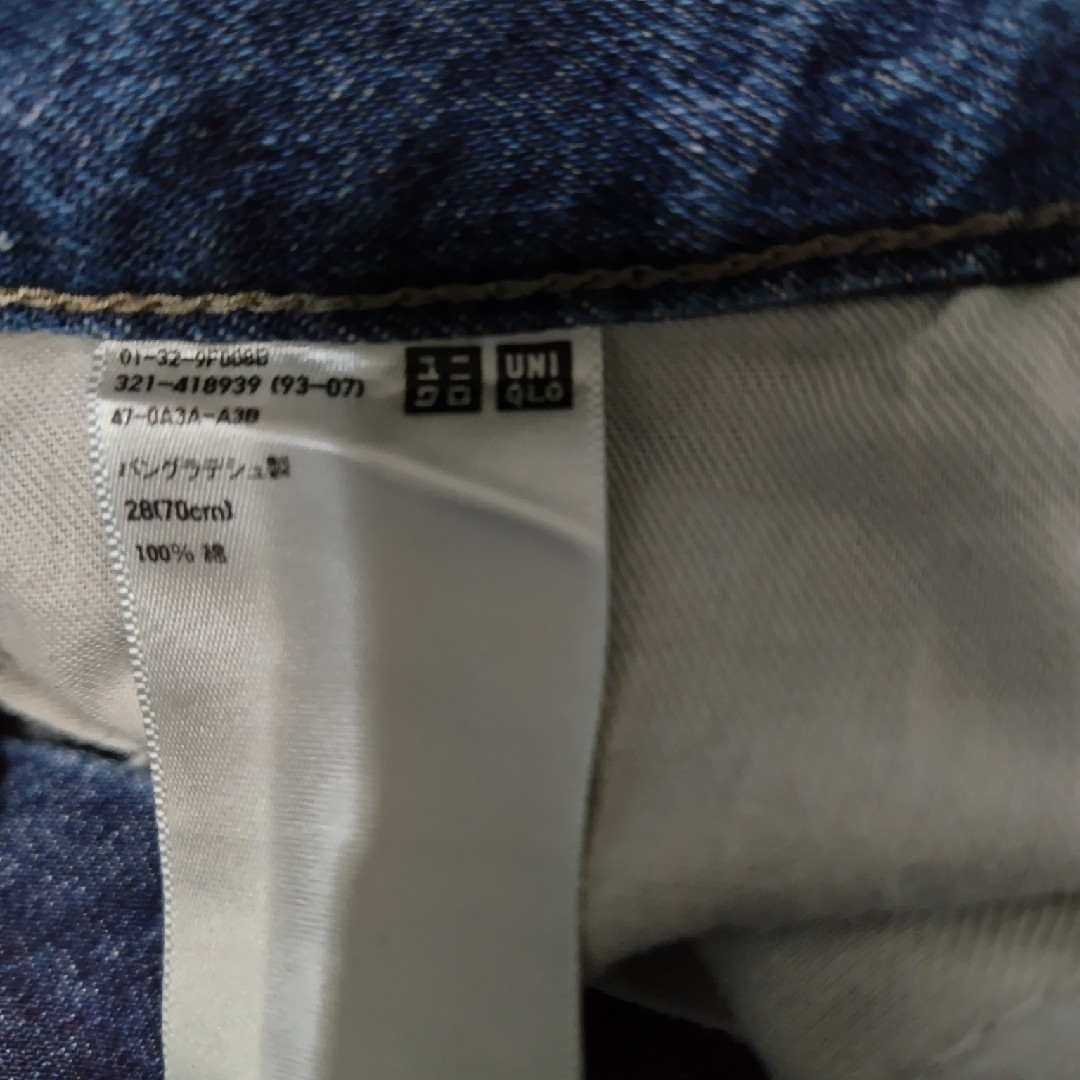 01-32-9F008B
321-418939 (93-07)
47-0A3A-A3B
ユニ
クロ
UNI
QLO
バングラデシュ製
28(70cm)
100% 綿